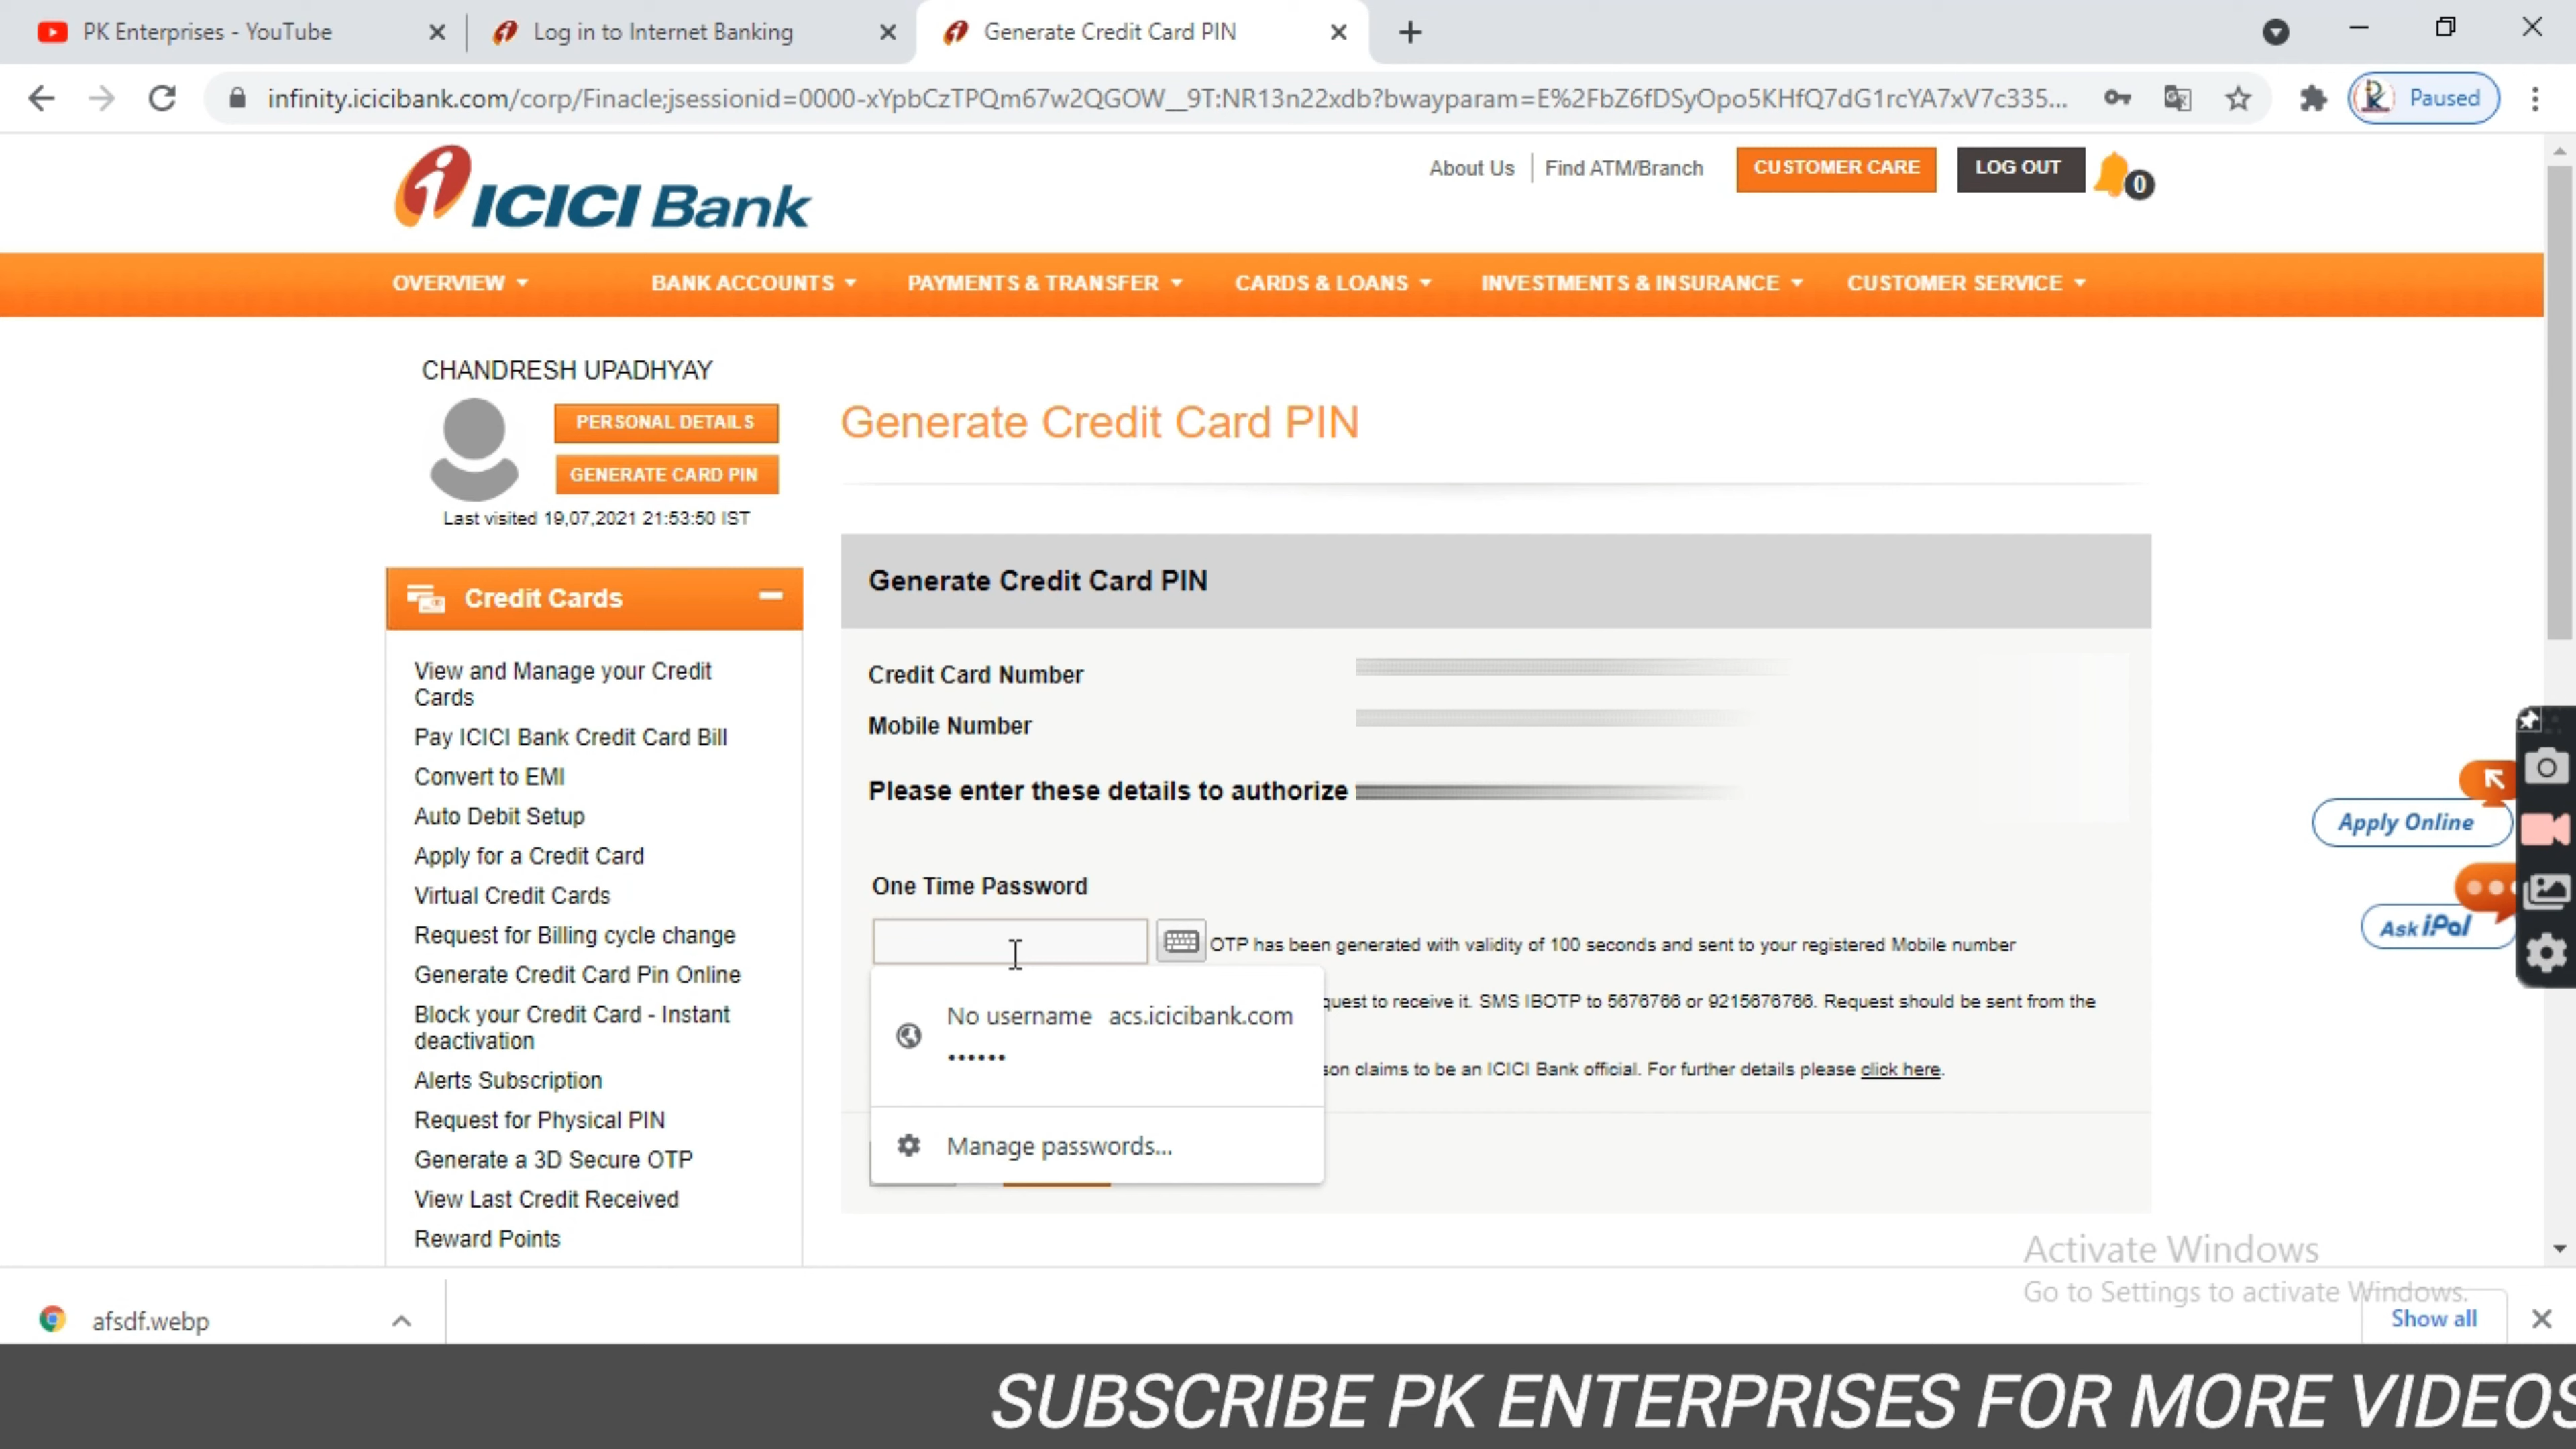 PK Enterprises - YouTube
Log in to Internet Banking
Generate Credit Card PIN
infinity.icicibank.com/corp/Finacle;jsessionid=0000-xYpbCzTPQm67w2QGOW__9T:NR13n22xdb?bwayparam=E%2FbZ6fDSyOpo5KHfQ7dG1rcYA7xV7c335...
Paused
ICICI Bank
About Us
Find ATM/Branch
CUSTOMER CARE
LOG OUT
0
OVERVIEW
BANK ACCOUNTS
PAYMENTS & TRANSFER
CARDS & LOANS
INVESTMENTS & INSURANCE
CUSTOMER SERVICE
CHANDRESH UPADHYAY
PERSONAL DETAILS
GENERATE CARD PIN
Last visited 19,07,2021 21:53:50 IST
Credit Cards
View and Manage your Credit
Cards
Pay ICICI Bank Credit Card Bill
Convert to EMI
Auto Debit Setup
Apply for a Credit Card
Virtual Credit Cards
Request for Billing cycle change
Generate Credit Card Pin Online
Block your Credit Card - Instant
deactivation
Alerts Subscription
Request for Physical PIN
Generate a 3D Secure OTP
View Last Credit Received
Reward Points
Generate Credit Card PIN
Generate Credit Card PIN
Credit Card Number
Mobile Number
Please enter these details to authorize
One Time Password
OTP has been generated with validity of 100 seconds and sent to your registered Mobile number
quest to receive it. SMS IBOTP to 5676766 or 9215676766. Request should be sent from the
son claims to be an ICICI Bank official. For further details please click here.
No username acs.icicibank.com
••••••
Manage passwords...
Apply Online
Ask iPal
Activate Windows
Go to Settings to activate Windows.
afsdf.webp
Show all
SUBSCRIBE PK ENTERPRISES FOR MORE VIDEOS